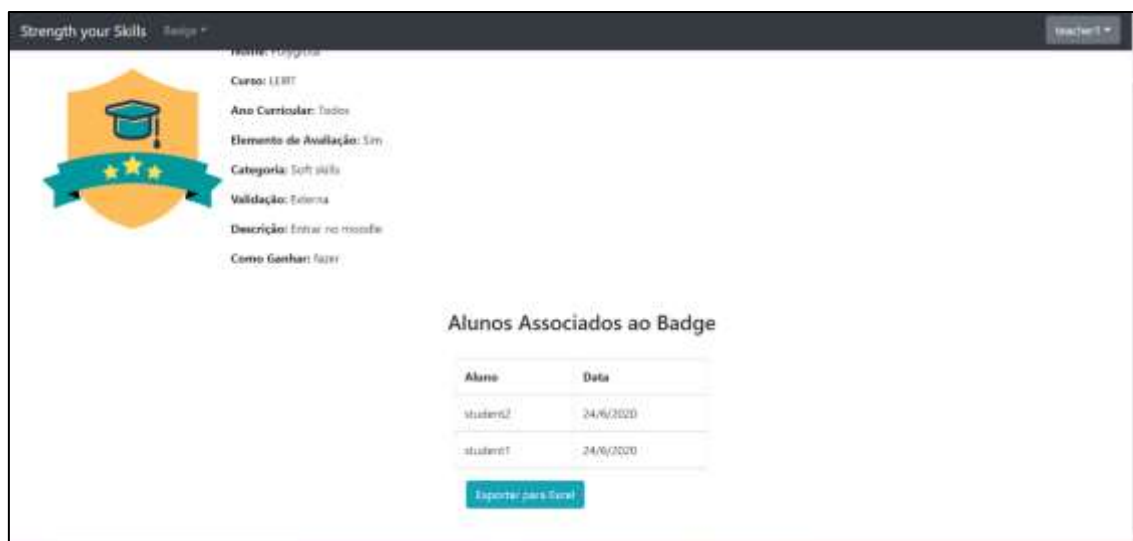 Strength your Skills Badge teacher1
Nome:
Curso: LEIRT
Ano Curricular: Todos
Elemento de Avaliação: Sim
Categoria: Soft skills
Validação: Externa
Descrição: Entrar no moodle
Como Ganhar: fazer
Alunos Associados ao Badge
Aluno Data
student2 24/6/2020
student1 24/6/2020
Exportar para Excel